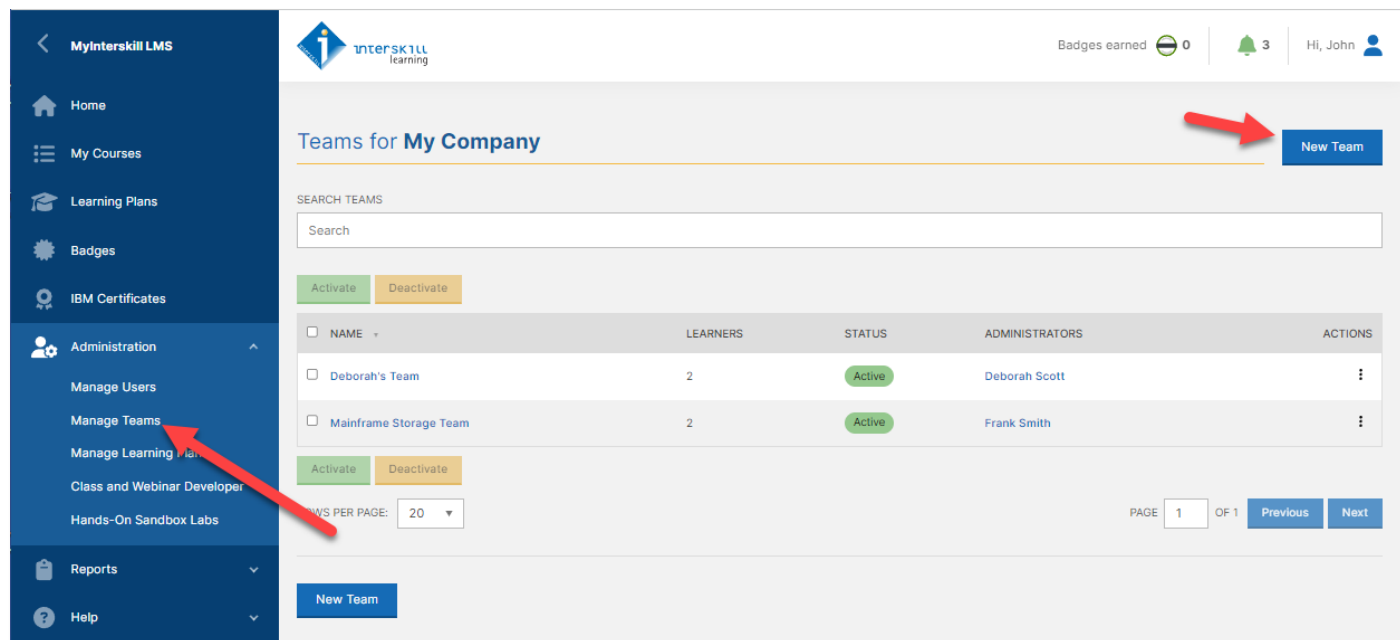 MyInterskill LMS
interskill
learning
Badges earned 0
3
Hi, John
Home
My Courses
Learning Plans
Badges
IBM Certificates
Administration
Manage Users
Manage Teams
Manage Learning
Class and Webinar Developer
Hands-On Sandbox Labs
Reports
Help
Teams for My Company
New Team
SEARCH TEAMS
Search
Activate Deactivate
NAME LEARNERS STATUS ADMINISTRATORS ACTIONS
Deborah's Team 2 Active Deborah Scott
Mainframe Storage Team 2 Active Frank Smith
Activate Deactivate
PER PAGE: 20
PAGE 1 OF 1 Previous Next
New Team